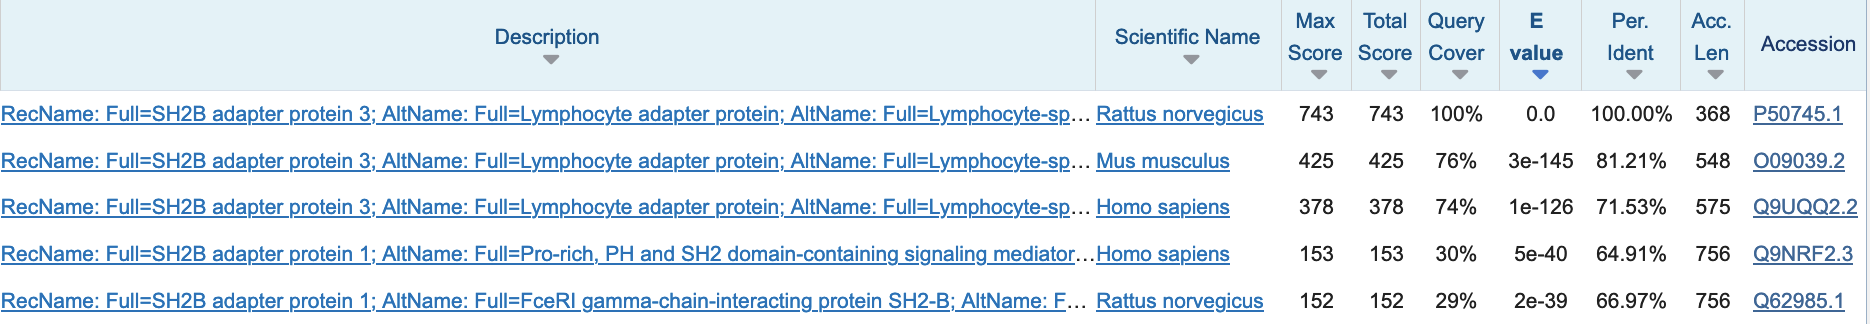 Description Scientific Name Max Score Total Score Query Cover E value Per. Ident Acc. Len Accession
RecName: Full=SH2B adapter protein 3; AltName: Full=Lymphocyte adapter protein; AltName: Full=Lymphocyte-sp... Rattus norvegicus 743 743 100% 0.0 100.00% 368 P50745.1
RecName: Full=SH2B adapter protein 3; AltName: Full=Lymphocyte adapter protein; AltName: Full=Lymphocyte-sp... Mus musculus 425 425 76% 3e-145 81.21% 548 O09039.2
RecName: Full=SH2B adapter protein 3; AltName: Full=Lymphocyte adapter protein; AltName: Full=Lymphocyte-sp... Homo sapiens 378 378 74% 1e-126 71.53% 575 Q9UQQ2.2
RecName: Full=SH2B adapter protein 1; AltName: Full=Pro-rich, PH and SH2 domain-containing signaling mediator... Homo sapiens 153 153 30% 5e-40 64.91% 756 Q9NRF2.3
RecName: Full=SH2B adapter protein 1; AltName: Full=FceRI gamma-chain-interacting protein SH2-B; AltName: F... Rattus norvegicus 152 152 29% 2e-39 66.97% 756 Q62985.1